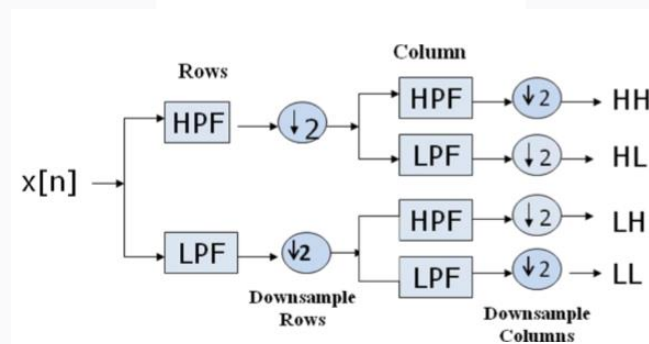 Rows
Column
HPF
↓2
HPF
↓2
HH
LPF
↓2
HL
x[n]
LPF
↓2
HPF
↓2
LH
LPF
↓2
LL
Downsample
Rows
Downsample
Columns